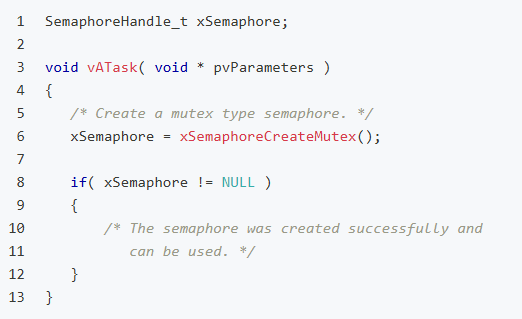 1 SemaphoreHandle_t xSemaphore;
2
3 void vATask( void * pvParameters )
4 {
5    /* Create a mutex type semaphore. */
6    xSemaphore = xSemaphoreCreateMutex();
7
8    if( xSemaphore != NULL )
9    {
10        /* The semaphore was created successfully and
11           can be used. */
12    }
13 }